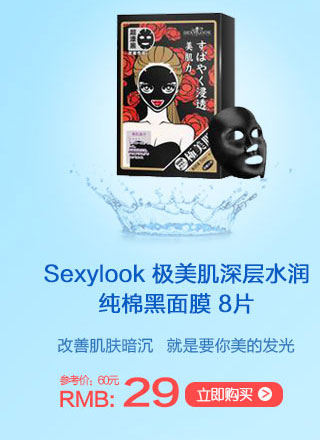 SEXYLOOK
すばやく浸透
美肌力
Sexylook 极美肌深层水润
纯棉黑面膜 8片
改善肌肤暗沉 就是要你美的发光
参考价: 60元
RMB: 29 立即购买 >